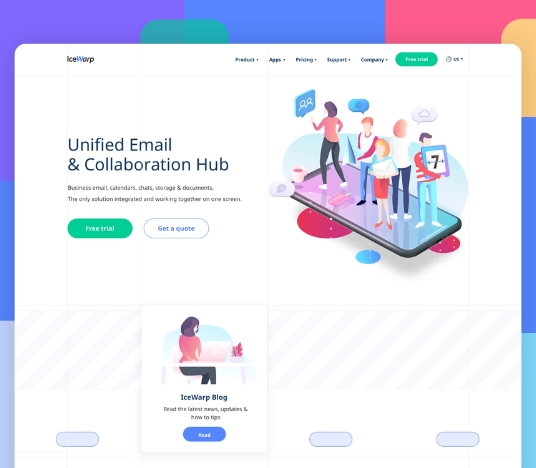 IceWarp
Product Apps Pricing Support Company Free trial US
Unified Email
& Collaboration Hub
Business email, calendars, chats, storage & documents.
The only solution integrated and working together on one screen.
Free trial Get a quote
7
IceWarp Blog
Read the latest news, updates &
how to tips
Read